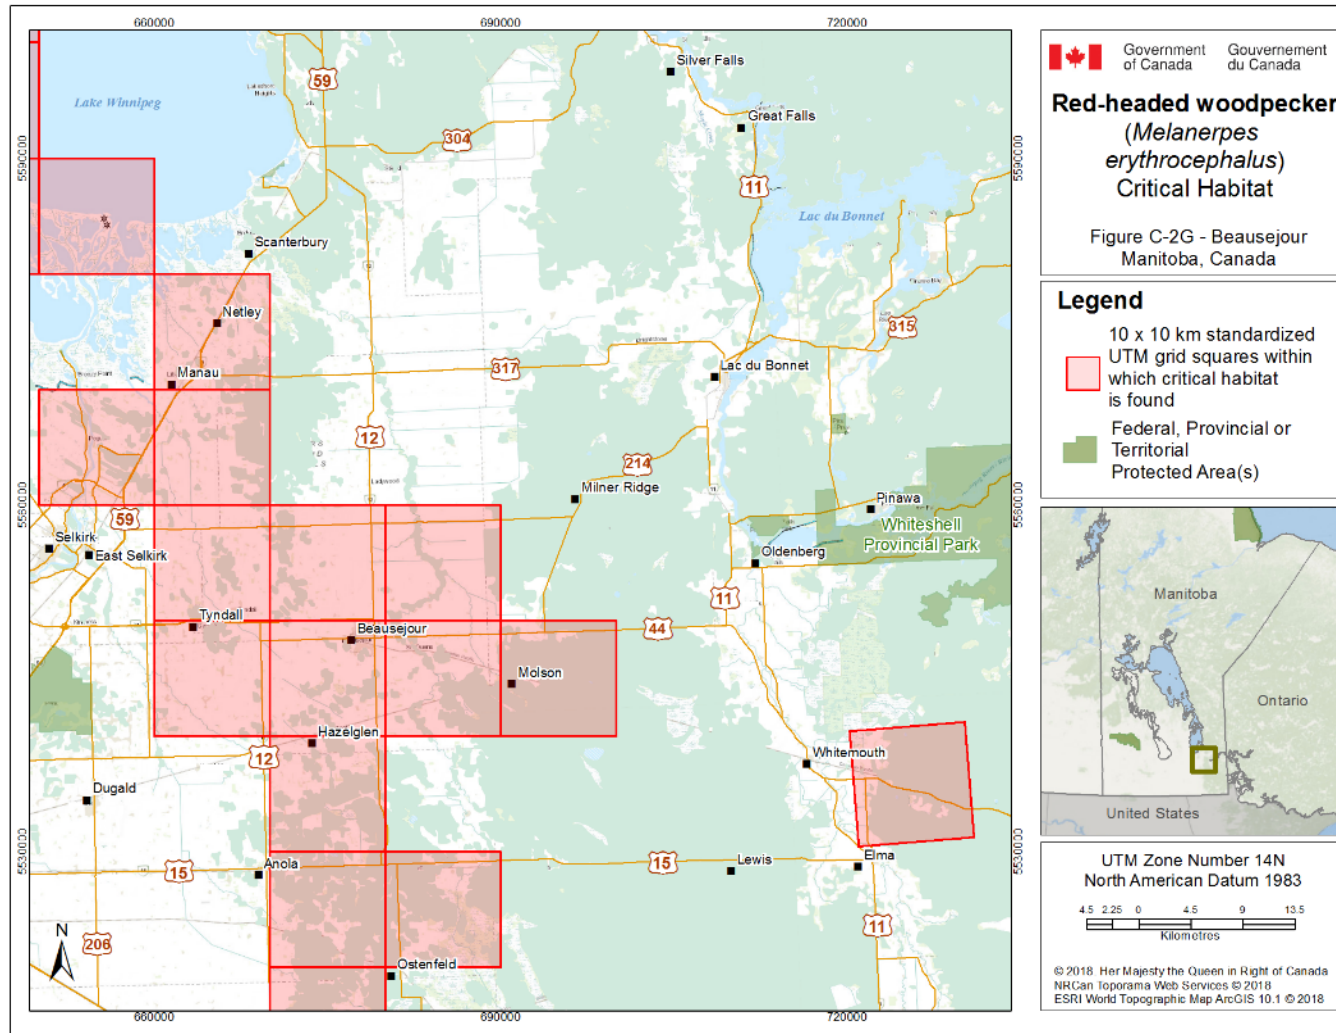 660000
690000
720000
5590000
5560000
5530000
5590000
5560000
5530000
660000
690000
720000
Lake Winnipeg
59
304
Silver Falls
Great Falls
11
Lac du Bonnet
Scanterbury
Netley
Manau
317
315
Lac du Bonnet
12
214
Milner Ridge
Pinawa
Whiteshell
Provincial Park
59
Selkirk
East Selkirk
Oldenberg
11
Tyndall
Beausejour
44
Molson
Hazelglen
12
Whitemouth
Dugald
15
Anola
15
Lewis
Elma
206
11
Ostenfeld
N
Government
of Canada
Gouvernement
du Canada
Red-headed woodpecker
(Melanerpes
erythrocephalus)
Critical Habitat
Figure C-2G - Beausejour
Manitoba, Canada
Legend
10 x 10 km standardized
UTM grid squares within
which critical habitat
is found
Federal, Provincial or
Territorial
Protected Area(s)
Manitoba
Ontario
United States
UTM Zone Number 14N
North American Datum 1983
4.5 2.25 0 4.5 9 13.5
Kilometres
© 2018. Her Majesty the Queen in Right of Canada
NRCan Toporama Web Services © 2018
ESRI World Topographic Map ArcGIS 10.1 © 2018